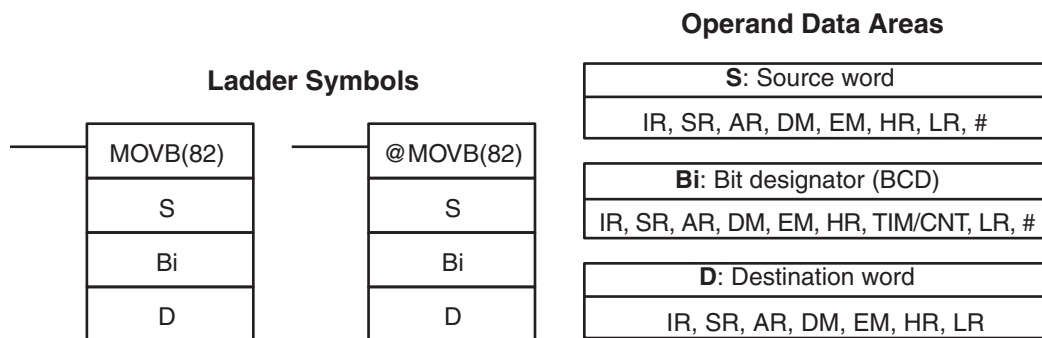 Ladder Symbols
MOVB(82)
S
Bi
D
@MOVB(82)
S
Bi
D
Operand Data Areas
S: Source word
IR, SR, AR, DM, EM, HR, LR, #
Bi: Bit designator (BCD)
IR, SR, AR, DM, EM, HR, TIM/CNT, LR, #
D: Destination word
IR, SR, AR, DM, EM, HR, LR